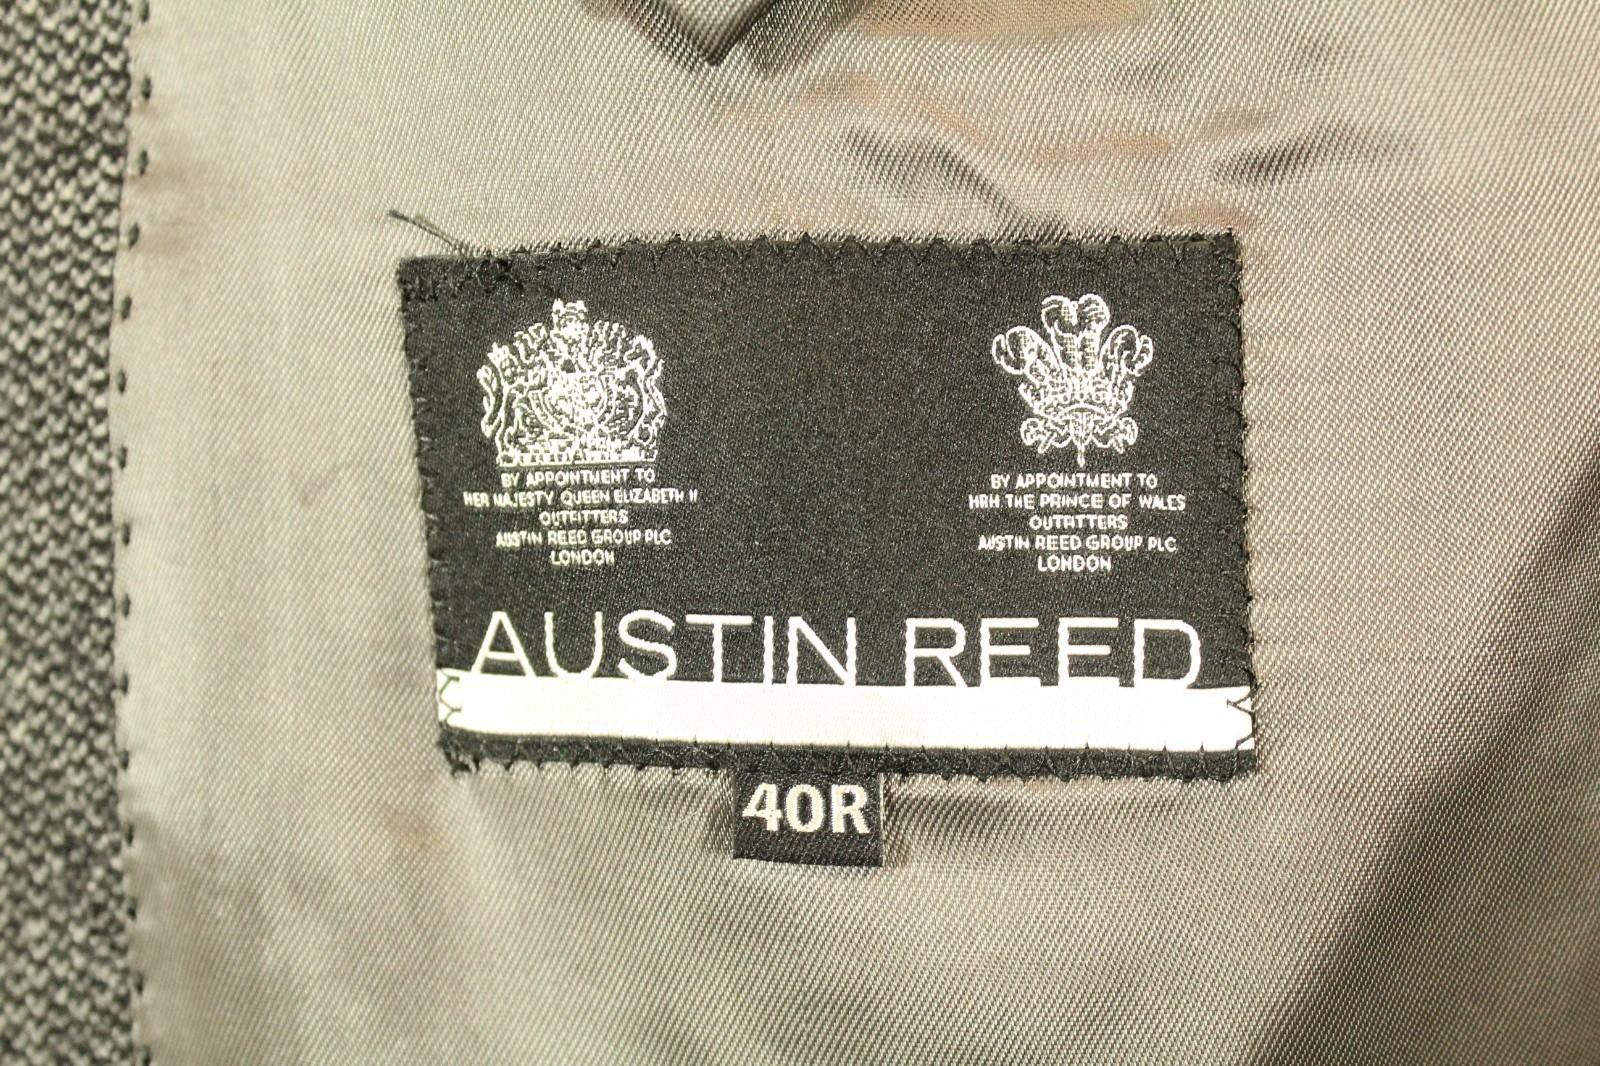 BY APPOINTMENT TO
HER MAJESTY QUEEN ELIZABETH II
OUTFITTERS
AUSTIN REED GROUP PLC
LONDON
BY APPOINTMENT TO
HRH THE PRINCE OF WALES
OUTFITTERS
AUSTIN REED GROUP PLC
LONDON
AUSTIN REED
40R